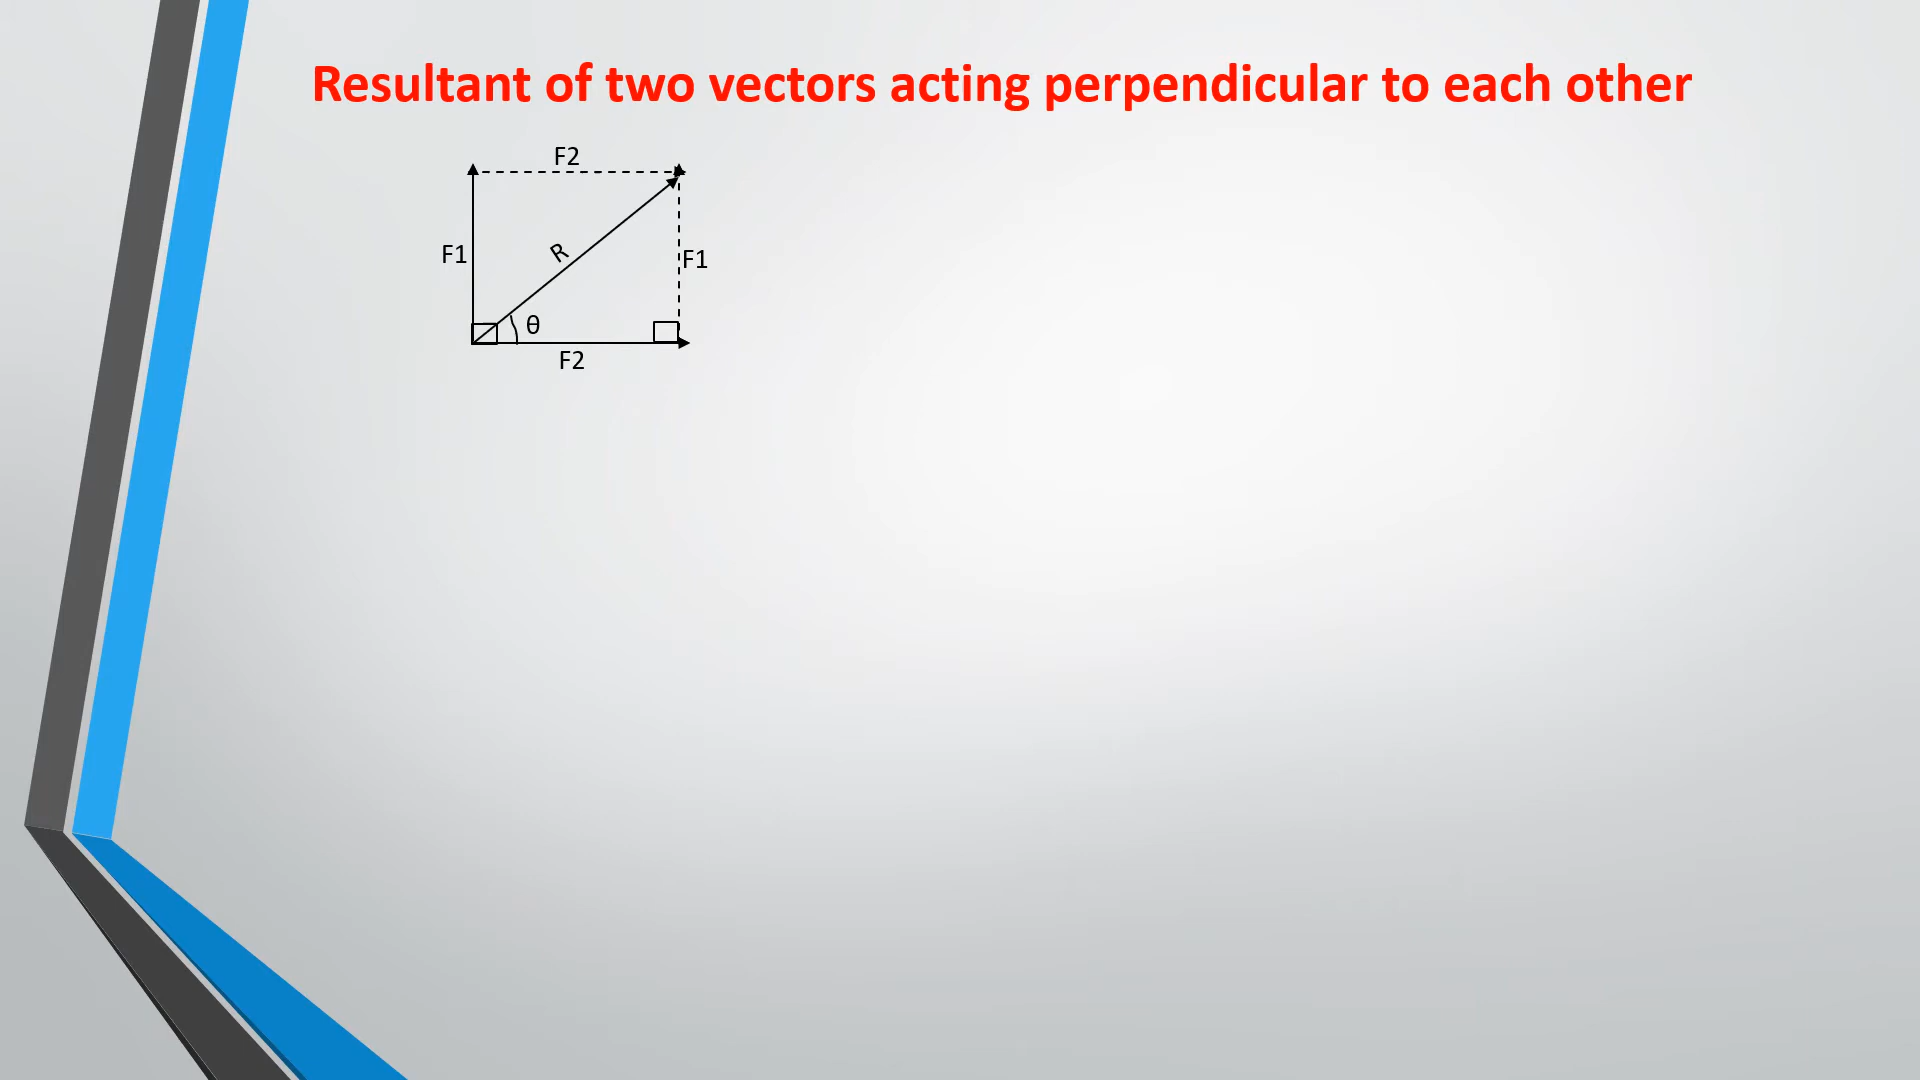 Resultant of two vectors acting perpendicular to each other
F2
F1
R
F1
θ
F2